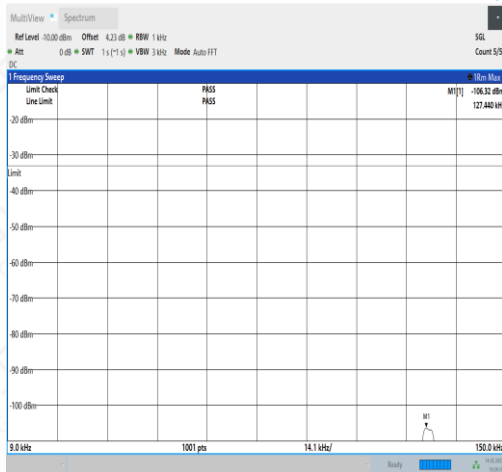 MultiView Spectrum
Ref Level -10.00 dBm Offset 4.23 dB RBW 1 kHz SGL
Att 0 dB SWT 1 s (~1 s) VBW 3 kHz Mode Auto FFT Count 5/5
DC
1 Frequency Sweep 1Rm Max
Limit Check PASS M1[1] -106.32 dBm
Line Limit PASS 127.440 kHz
-20 dBm
-30 dBm
Limit
-40 dBm
-50 dBm
-60 dBm
-70 dBm
-80 dBm
-90 dBm
-100 dBm
M1
9.0 kHz 1001 pts 14.1 kHz/ 150.0 kHz
Ready